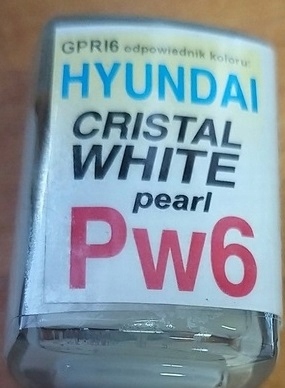 GPRI6 odpowiednik koloru:
HYUNDAI
CRISTAL
WHITE
pearl
Pw6